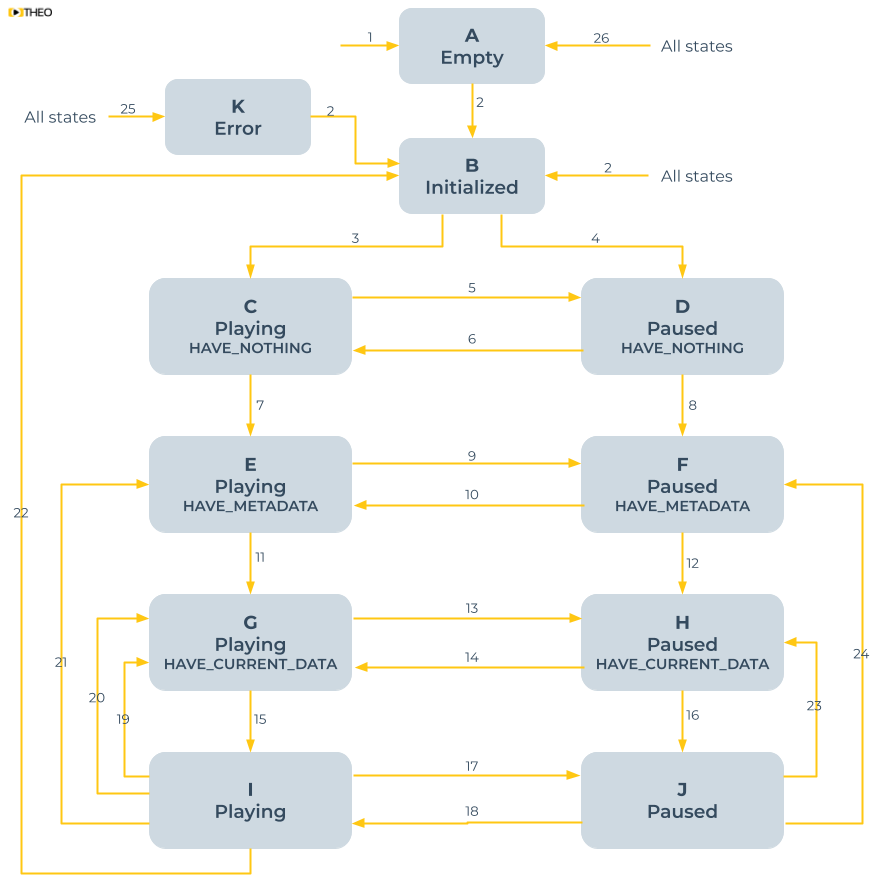 THEO
1
A
Empty
26
All states
2
All states
25
K
Error
2
B
Initialized
2
All states
3
4
C
Playing
HAVE_NOTHING
5
6
D
Paused
HAVE_NOTHING
7
8
E
Playing
HAVE_METADATA
9
10
F
Paused
HAVE_METADATA
22
11
12
G
Playing
HAVE_CURRENT_DATA
13
14
H
Paused
HAVE_CURRENT_DATA
21
20
19
15
16
23
24
I
Playing
17
18
J
Paused